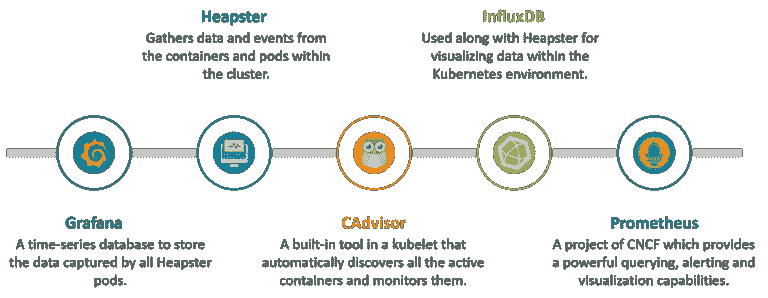 Heapster
Gathers data and events from
the containers and pods within
the cluster.
InfluxDB
Used along with Heapster for
visualizing data within the
Kubernetes environment.
Grafana
A time-series database to store
the data captured by all Heapster
pods.
CAdvisor
A built-in tool in a kubelet that
automatically discovers all the active
containers and monitors them.
Prometheus
A project of CNCF which provides
a powerful querying, alerting and
visualization capabilities.